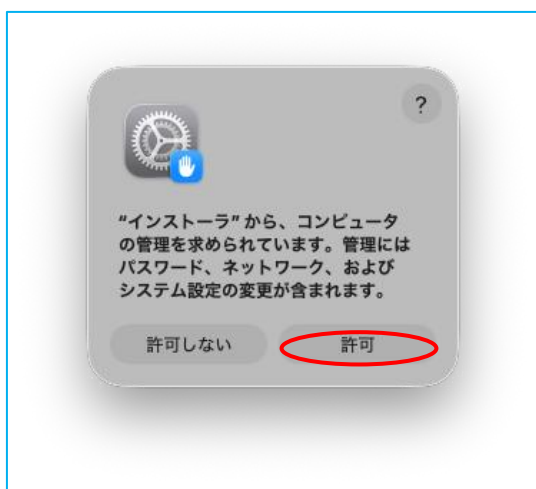 ?
“インストーラ”から、コンピュータ
の管理を求められています。管理には
パスワード、ネットワーク、および
システム設定の変更が含まれます。
許可しない 許可